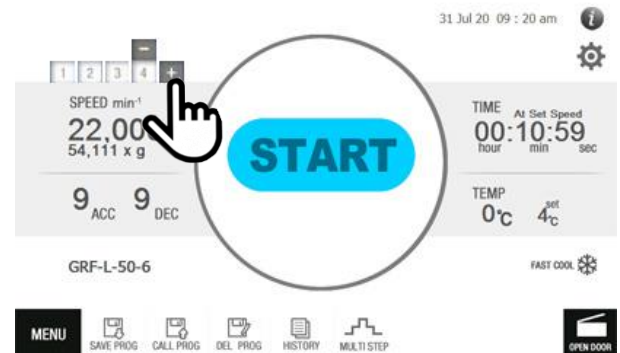 31 Jul 20 09 : 20 am
i
−
1 2 3 4 +
SPEED min⁻¹
22,00
54,111 x g
START
TIME At Set Speed
00:10:59
hour min sec
9 ACC 9 DEC
TEMP
0°C
set
4°C
GRF-L-50-6
FAST COOL
MENU
SAVE PROG
CALL PROG
DEL PROG
HISTORY
MULTI STEP
OPEN DOOR